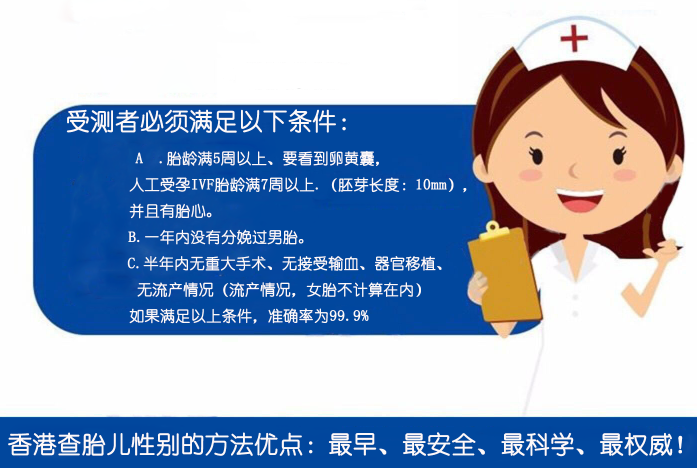 受测者必须满足以下条件：
A .胎龄满5周以上、要看到卵黄囊，
人工受孕IVF胎龄满7周以上.（胚芽长度：10mm），
并且有胎心。
B.一年内没有分娩过男胎。
C.半年内无重大手术、无接受输血、器官移植、
无流产情况（流产情况，女胎不计算在内）
如果满足以上条件，准确率为99.9%
香港查胎儿性别的方法优点：最早、最安全、最科学、最权威！